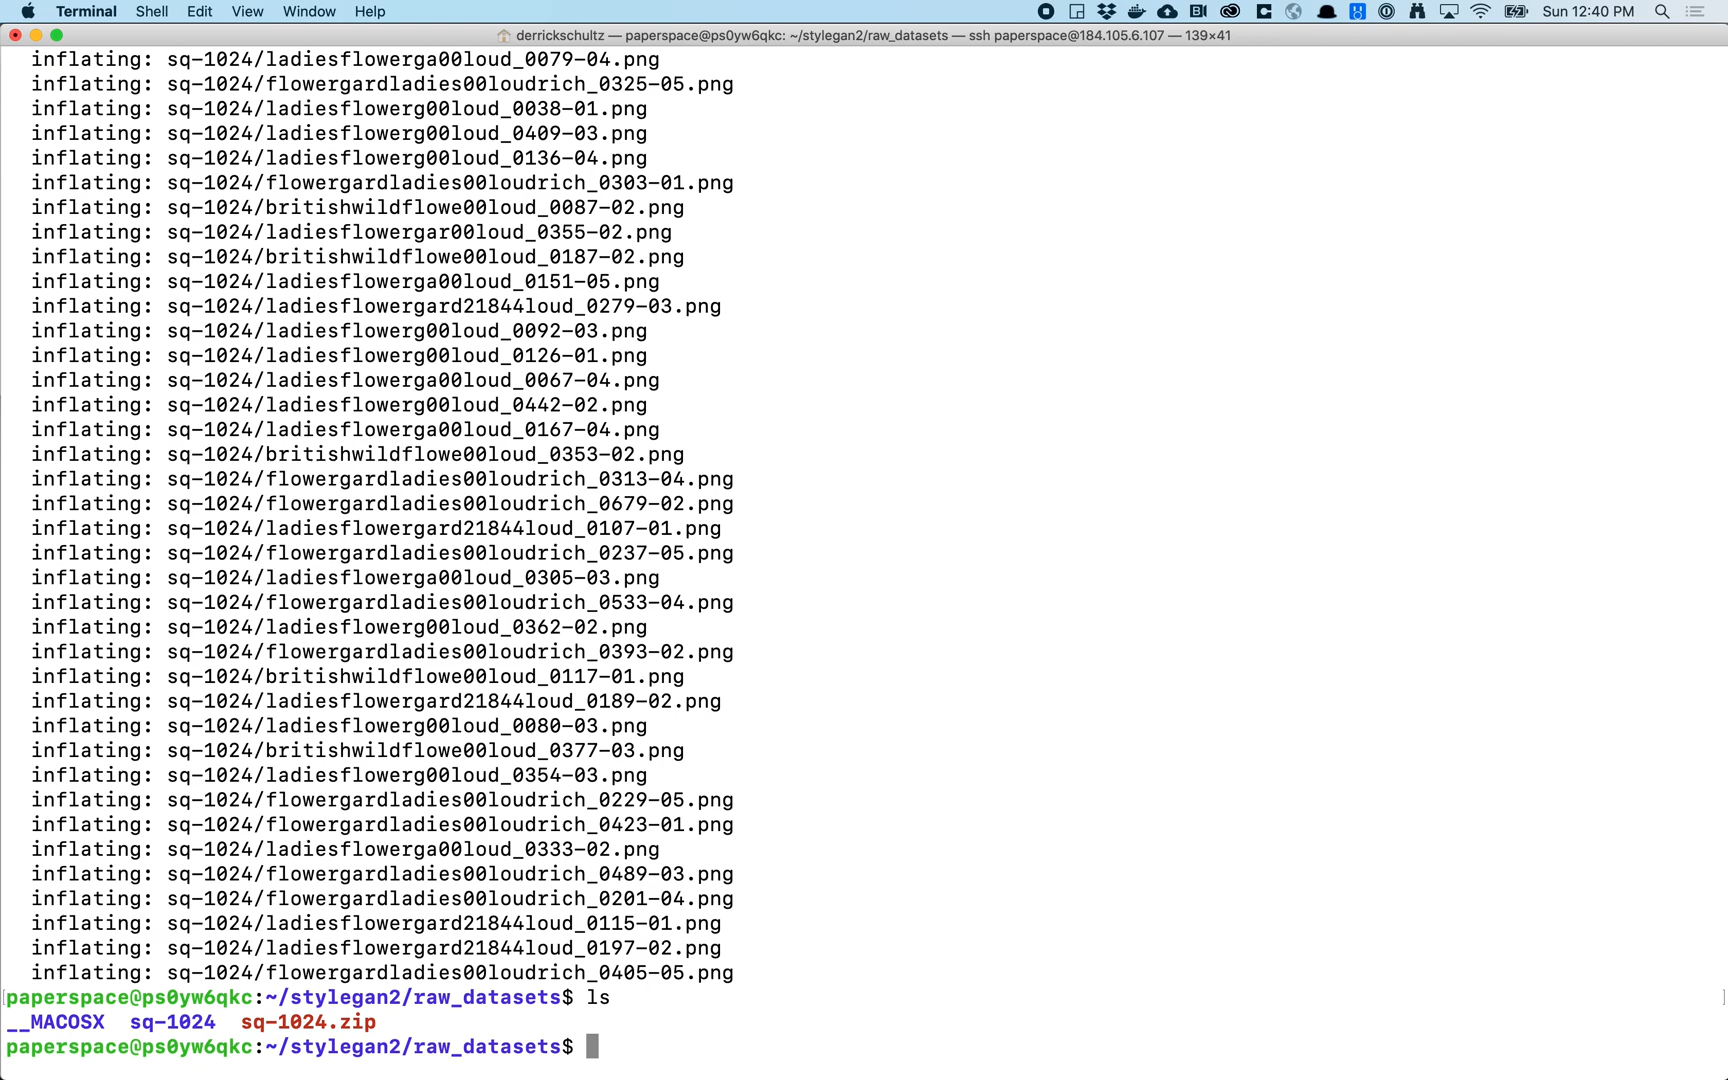 Terminal Shell Edit View Window Help Sun 12:40 PM
derrickschultz — paperspace@ps0yw6qkc: ~/stylegan2/raw_datasets — ssh paperspace@184.105.6.107 — 139×41
inflating: sq-1024/ladiesflowerga00loud_0079-04.png
inflating: sq-1024/flowergardladies00loudrich_0325-05.png
inflating: sq-1024/ladiesflowerg00loud_0038-01.png
inflating: sq-1024/ladiesflowerg00loud_0409-03.png
inflating: sq-1024/ladiesflowerg00loud_0136-04.png
inflating: sq-1024/flowergardladies00loudrich_0303-01.png
inflating: sq-1024/britishwildflowe00loud_0087-02.png
inflating: sq-1024/ladiesflowergar00loud_0355-02.png
inflating: sq-1024/britishwildflowe00loud_0187-02.png
inflating: sq-1024/ladiesflowerga00loud_0151-05.png
inflating: sq-1024/ladiesflowergard21844loud_0279-03.png
inflating: sq-1024/ladiesflowerg00loud_0092-03.png
inflating: sq-1024/ladiesflowerg00loud_0126-01.png
inflating: sq-1024/ladiesflowerga00loud_0067-04.png
inflating: sq-1024/ladiesflowerg00loud_0442-02.png
inflating: sq-1024/ladiesflowerga00loud_0167-04.png
inflating: sq-1024/britishwildflowe00loud_0353-02.png
inflating: sq-1024/flowergardladies00loudrich_0313-04.png
inflating: sq-1024/flowergardladies00loudrich_0679-02.png
inflating: sq-1024/ladiesflowergard21844loud_0107-01.png
inflating: sq-1024/flowergardladies00loudrich_0237-05.png
inflating: sq-1024/ladiesflowerga00loud_0305-03.png
inflating: sq-1024/flowergardladies00loudrich_0533-04.png
inflating: sq-1024/ladiesflowerg00loud_0362-02.png
inflating: sq-1024/flowergardladies00loudrich_0393-02.png
inflating: sq-1024/britishwildflowe00loud_0117-01.png
inflating: sq-1024/ladiesflowergard21844loud_0189-02.png
inflating: sq-1024/ladiesflowerg00loud_0080-03.png
inflating: sq-1024/britishwildflowe00loud_0377-03.png
inflating: sq-1024/ladiesflowerg00loud_0354-03.png
inflating: sq-1024/flowergardladies00loudrich_0229-05.png
inflating: sq-1024/flowergardladies00loudrich_0423-01.png
inflating: sq-1024/ladiesflowerga00loud_0333-02.png
inflating: sq-1024/flowergardladies00loudrich_0489-03.png
inflating: sq-1024/flowergardladies00loudrich_0201-04.png
inflating: sq-1024/ladiesflowergard21844loud_0115-01.png
inflating: sq-1024/ladiesflowergard21844loud_0197-02.png
inflating: sq-1024/flowergardladies00loudrich_0405-05.png
paperspace@ps0yw6qkc:~/stylegan2/raw_datasets$ ls
__MACOSX sq-1024 sq-1024.zip
paperspace@ps0yw6qkc:~/stylegan2/raw_datasets$